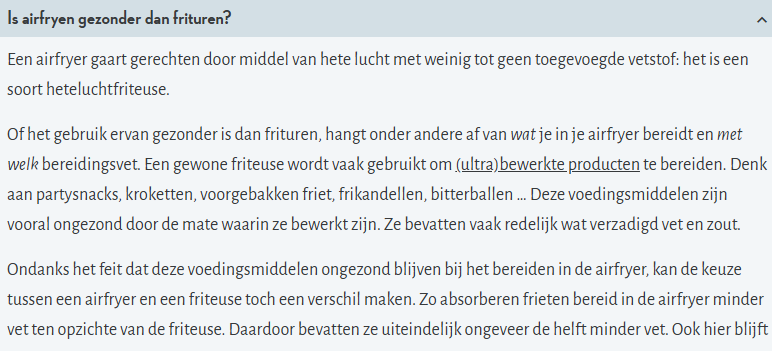 Is airfryen gezonder dan frituren?
Een airfryer gaart gerechten door middel van hete lucht met weinig tot geen toegevoegde vetstof: het is een
soort heteluchtfriteuse.
Of het gebruik ervan gezonder is dan frituren, hangt onder andere af van wat je in je airfryer bereidt en met
welk bereidingsvet. Een gewone friteuse wordt vaak gebruikt om (ultra)bewerkte producten te bereiden. Denk
aan partysnacks, kroketten, voorgebakken friet, frikandellen, bitterballen ... Deze voedingsmiddelen zijn
vooral ongezond door de mate waarin ze bewerkt zijn. Ze bevatten vaak redelijk wat verzadigd vet en zout.
Ondanks het feit dat deze voedingsmiddelen ongezond blijven bij het bereiden in de airfryer, kan de keuze
tussen een airfryer en een friteuse toch een verschil maken. Zo absorberen frieten bereid in de airfryer minder
vet ten opzichte van de friteuse. Daardoor bevatten ze uiteindelijk ongeveer de helft minder vet. Ook hier blijft